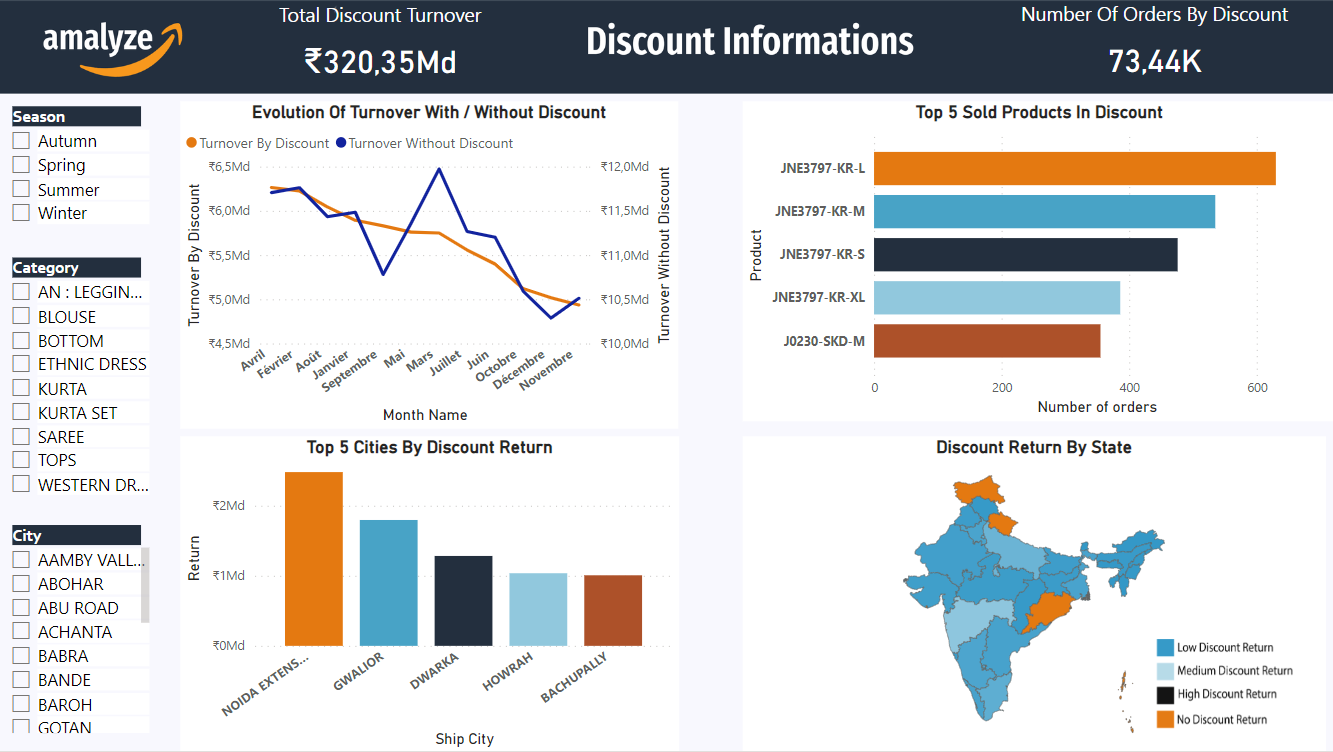 amalyze
Total Discount Turnover
₹320,35Md
Discount Informations
Number Of Orders By Discount
73,44K
Season
Autumn
Spring
Summer
Winter
Category
AN : LEGGIN...
BLOUSE
BOTTOM
ETHNIC DRESS
KURTA
KURTA SET
SAREE
TOPS
WESTERN DR...
City
AAMBY VALL...
ABOHAR
ABU ROAD
ACHANTA
BABRA
BANDE
BAROH
GOTAN
Evolution Of Turnover With / Without Discount
Turnover By Discount
Turnover Without Discount
Turnover By Discount
₹6,5Md
₹6,0Md
₹5,5Md
₹5,0Md
₹4,5Md
₹12,0Md
₹11,5Md
₹11,0Md
₹10,5Md
₹10,0Md
Turnover Without Discount
Avril
Février
Août
Janvier
Septembre
Mai
Mars
Juillet
Juin
Octobre
Décembre
Novembre
Month Name
Top 5 Sold Products In Discount
Product
JNE3797-KR-L
JNE3797-KR-M
JNE3797-KR-S
JNE3797-KR-XL
J0230-SKD-M
0
200
400
600
Number of orders
Top 5 Cities By Discount Return
Return
₹2Md
₹1Md
₹0Md
NOIDA EXTENS...
GWALIOR
DWARKA
HOWRAH
BACHUPALLY
Ship City
Discount Return By State
Low Discount Return
Medium Discount Return
High Discount Return
No Discount Return